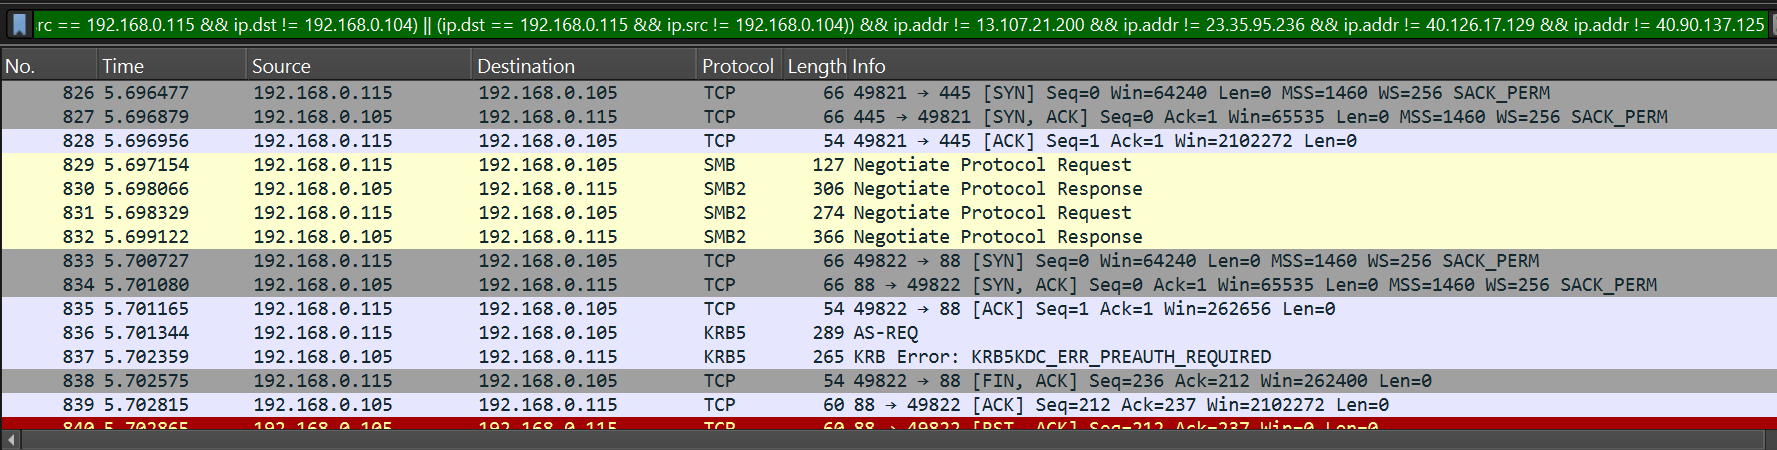 rc == 192.168.0.115 && ip.dst != 192.168.0.104) || (ip.dst == 192.168.0.115 && ip.src != 192.168.0.104)) && ip.addr != 13.107.21.200 && ip.addr != 23.35.95.236 && ip.addr != 40.126.17.129 && ip.addr != 40.90.137.125
No. Time Source Destination Protocol Length Info
826 5.696477 192.168.0.115 192.168.0.105 TCP 66 49821 → 445 [SYN] Seq=0 Win=64240 Len=0 MSS=1460 WS=256 SACK_PERM
827 5.696879 192.168.0.105 192.168.0.115 TCP 66 445 → 49821 [SYN, ACK] Seq=0 Ack=1 Win=65535 Len=0 MSS=1460 WS=256 SACK_PERM
828 5.696956 192.168.0.115 192.168.0.105 TCP 54 49821 → 445 [ACK] Seq=1 Ack=1 Win=2102272 Len=0
829 5.697154 192.168.0.115 192.168.0.105 SMB 127 Negotiate Protocol Request
830 5.698066 192.168.0.105 192.168.0.115 SMB2 306 Negotiate Protocol Response
831 5.698329 192.168.0.115 192.168.0.105 SMB2 274 Negotiate Protocol Request
832 5.699122 192.168.0.105 192.168.0.115 SMB2 366 Negotiate Protocol Response
833 5.700727 192.168.0.115 192.168.0.105 TCP 66 49822 → 88 [SYN] Seq=0 Win=64240 Len=0 MSS=1460 WS=256 SACK_PERM
834 5.701080 192.168.0.105 192.168.0.115 TCP 66 88 → 49822 [SYN, ACK] Seq=0 Ack=1 Win=65535 Len=0 MSS=1460 WS=256 SACK_PERM
835 5.701165 192.168.0.115 192.168.0.105 TCP 54 49822 → 88 [ACK] Seq=1 Ack=1 Win=262656 Len=0
836 5.701344 192.168.0.115 192.168.0.105 KRB5 289 AS-REQ
837 5.702359 192.168.0.105 192.168.0.115 KRB5 265 KRB Error: KRB5KDC_ERR_PREAUTH_REQUIRED
838 5.702575 192.168.0.115 192.168.0.105 TCP 54 49822 → 88 [FIN, ACK] Seq=236 Ack=212 Win=262400 Len=0
839 5.702815 192.168.0.105 192.168.0.115 TCP 60 88 → 49822 [ACK] Seq=212 Ack=237 Win=2102272 Len=0
840 5.702865 192.168.0.105 192.168.0.115 TCP 60 88 → 49822 [RST, ACK] Seq=212 Ack=237 Win=0 Len=0